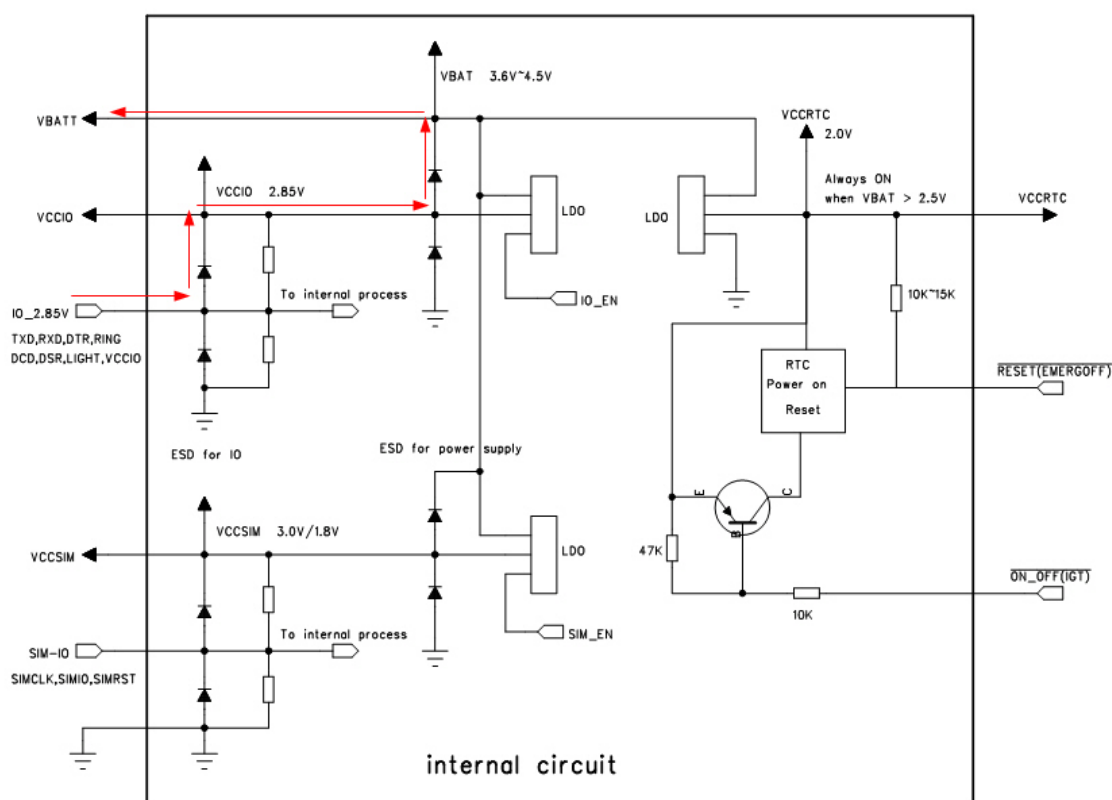 VBAT 3.6V~4.5V
VBATT
VCCRTC
2.0V
VCCIO 2.85V
Always ON
when VBAT > 2.5V
VCCIO
LDO
LDO
VCCRTC
To internal process
IO_EN
10K~15K
IO_2.85V
TXD,RXD,DTR,RING
DCD,DSR,LIGHT,VCCIO
RTC
Power on
Reset
RESET(EMERGOFF)
ESD for IO
ESD for power supply
E
C
B
VCCSIM 3.0V/1.8V
VCCSIM
LDO
47K
ON_OFF(IGT)
10K
To internal process
SIM_EN
SIM-IO
SIMCLK,SIMIO,SIMRST
internal circuit